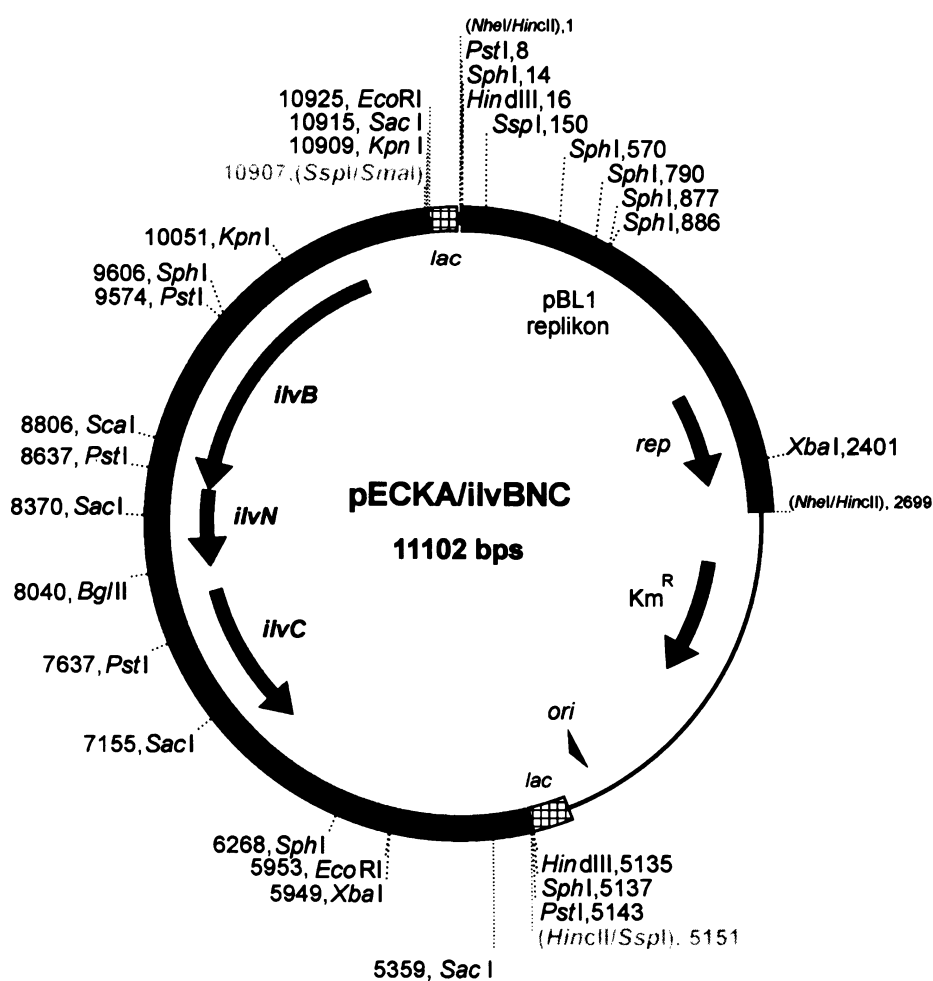 (NheI/HincII),1
PstI,8
SphI,14
HindIII,16
SspI,150
SphI,570
SphI,790
SphI,877
SphI,886
10925, EcoRI
10915, SacI
10909, KpnI
10907,(SspI/SmaI)
10051,KpnI
9606,SphI
9574,PstI
lac
pBL1
replikon
ilvB
rep
XbaI,2401
(NheI/HincII), 2699
8806, ScaI
8637, PstI
8370, SacI
8040, BglII
7637,PstI
7155,SacI
pECKA/ilvBNC
11102 bps
ilvN
ilvC
Km R
ori
lac
6268,SphI
5953, EcoRI
5949, XbaI
5359, SacI
HindIII,5135
SphI,5137
PstI,5143
(HincII/SspI). 5151